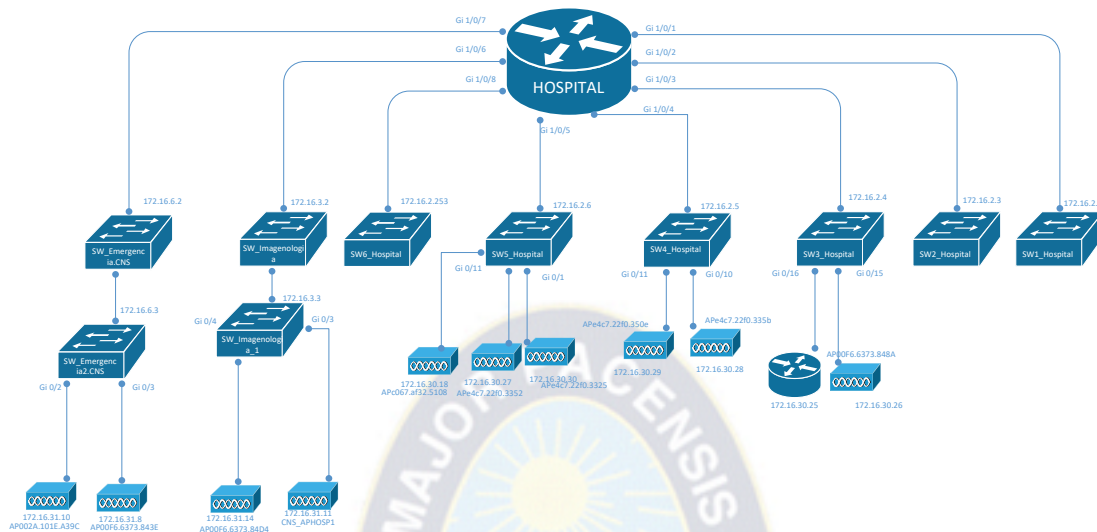 Gi 1/0/7
Gi 1/0/6
Gi 1/0/8
HOSPITAL
Gi 1/0/1
Gi 1/0/2
Gi 1/0/3
Gi 1/0/4
Gi 1/0/5
172.16.6.2
172.16.3.2
172.16.2.253
172.16.2.6
172.16.2.5
172.16.2.4
172.16.2.3
172.16.2.
SW_Emergenc
ia.CNS
SW_Imagenologi
a
SW6_Hospital
SW5_Hospital
SW4_Hospital
SW3_Hospital
SW2_Hospital
SW1_Hospital
Gi 0/11
Gi 0/1
Gi 0/11
Gi 0/10
Gi 0/16
Gi 0/15
172.16.6.3
172.16.3.3
Gi 0/4
Gi 0/3
SW_Emergenc
ia2.CNS
SW_Imagenolog
a_1
Gi 0/2
Gi 0/3
172.16.30.18
APc067.af32.5108
172.16.30.27
APe4c7.22f0.3352
172.16.30.30
APe4c7.22f0.3325
APe4c7.22f0.350e
172.16.30.29
APe4c7.22f0.335b
172.16.30.28
172.16.30.25
AP00F6.6373.848A
172.16.30.26
172.16.31.10
AP002A.101E.A39C
172.16.31.8
AP00F6.6373.843E
172.16.31.14
AP00F6.6373.84D4
172.16.31.11
CNS_APHOSP1
MAJOR PACENSIS